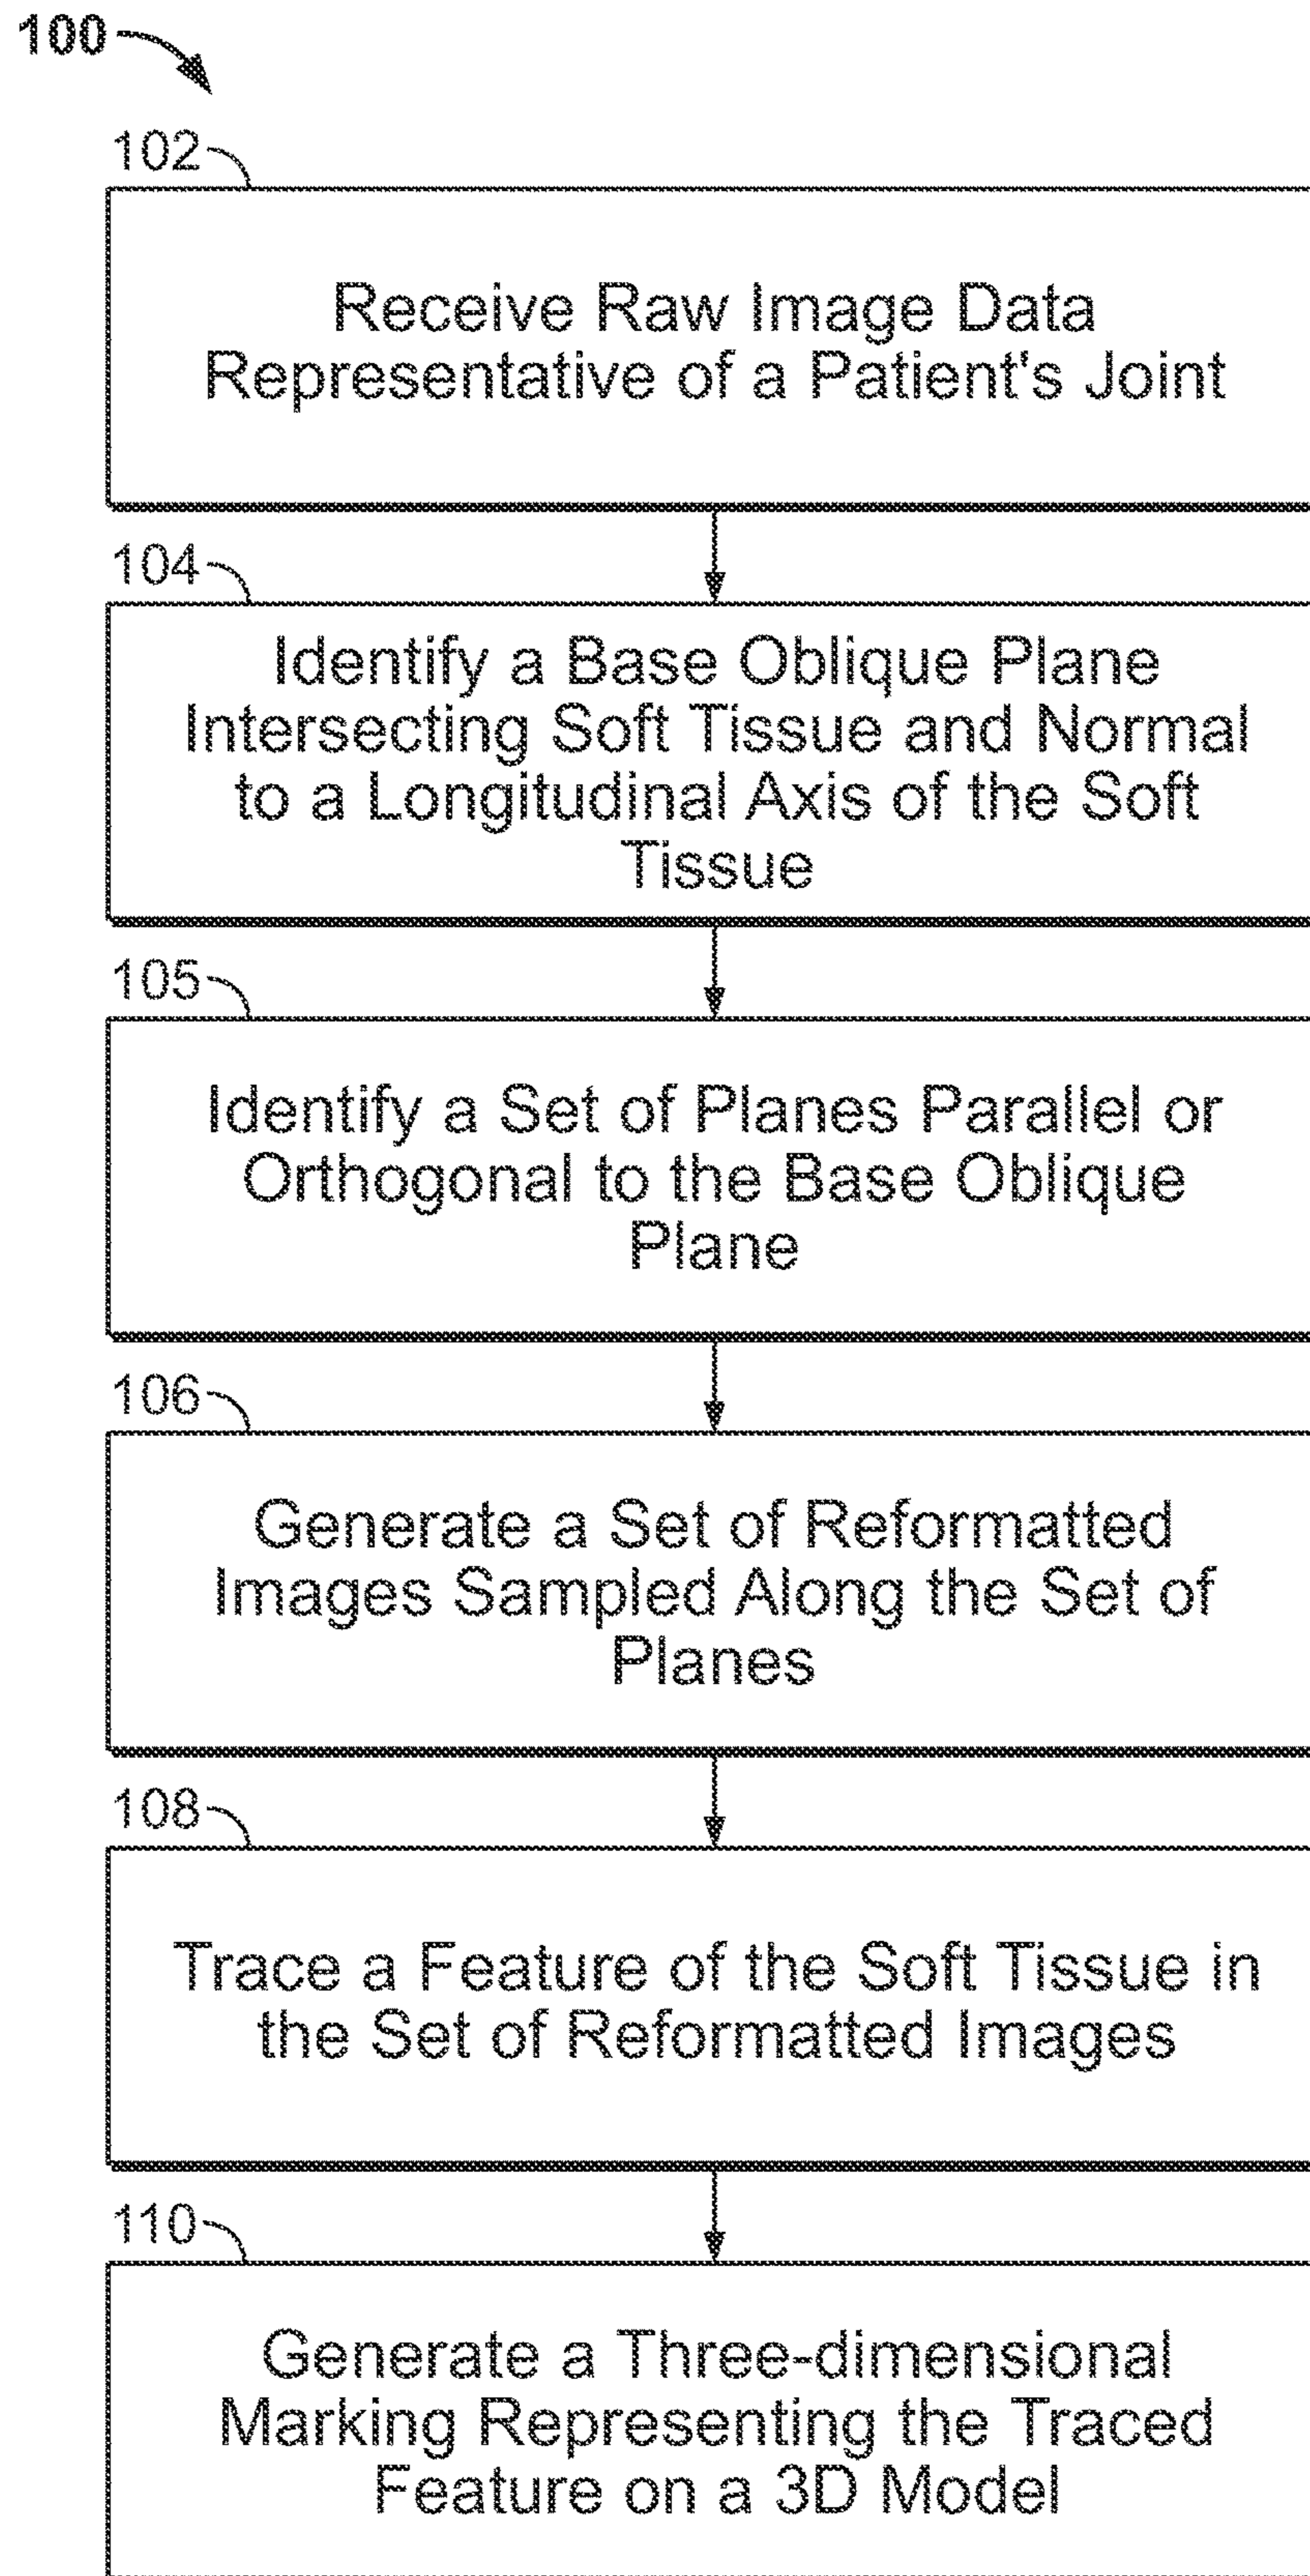 100
102
Receive Raw Image Data
Representative of a Patient's Joint
104
Identify a Base Oblique Plane
Intersecting Soft Tissue and Normal
to a Longitudinal Axis of the Soft
Tissue
105
Identify a Set of Planes Parallel or
Orthogonal to the Base Oblique
Plane
106
Generate a Set of Reformatted
Images Sampled Along the Set of
Planes
108
Trace a Feature of the Soft Tissue in
the Set of Reformatted Images
110
Generate a Three-dimensional
Marking Representing the Traced
Feature on a 3D Model